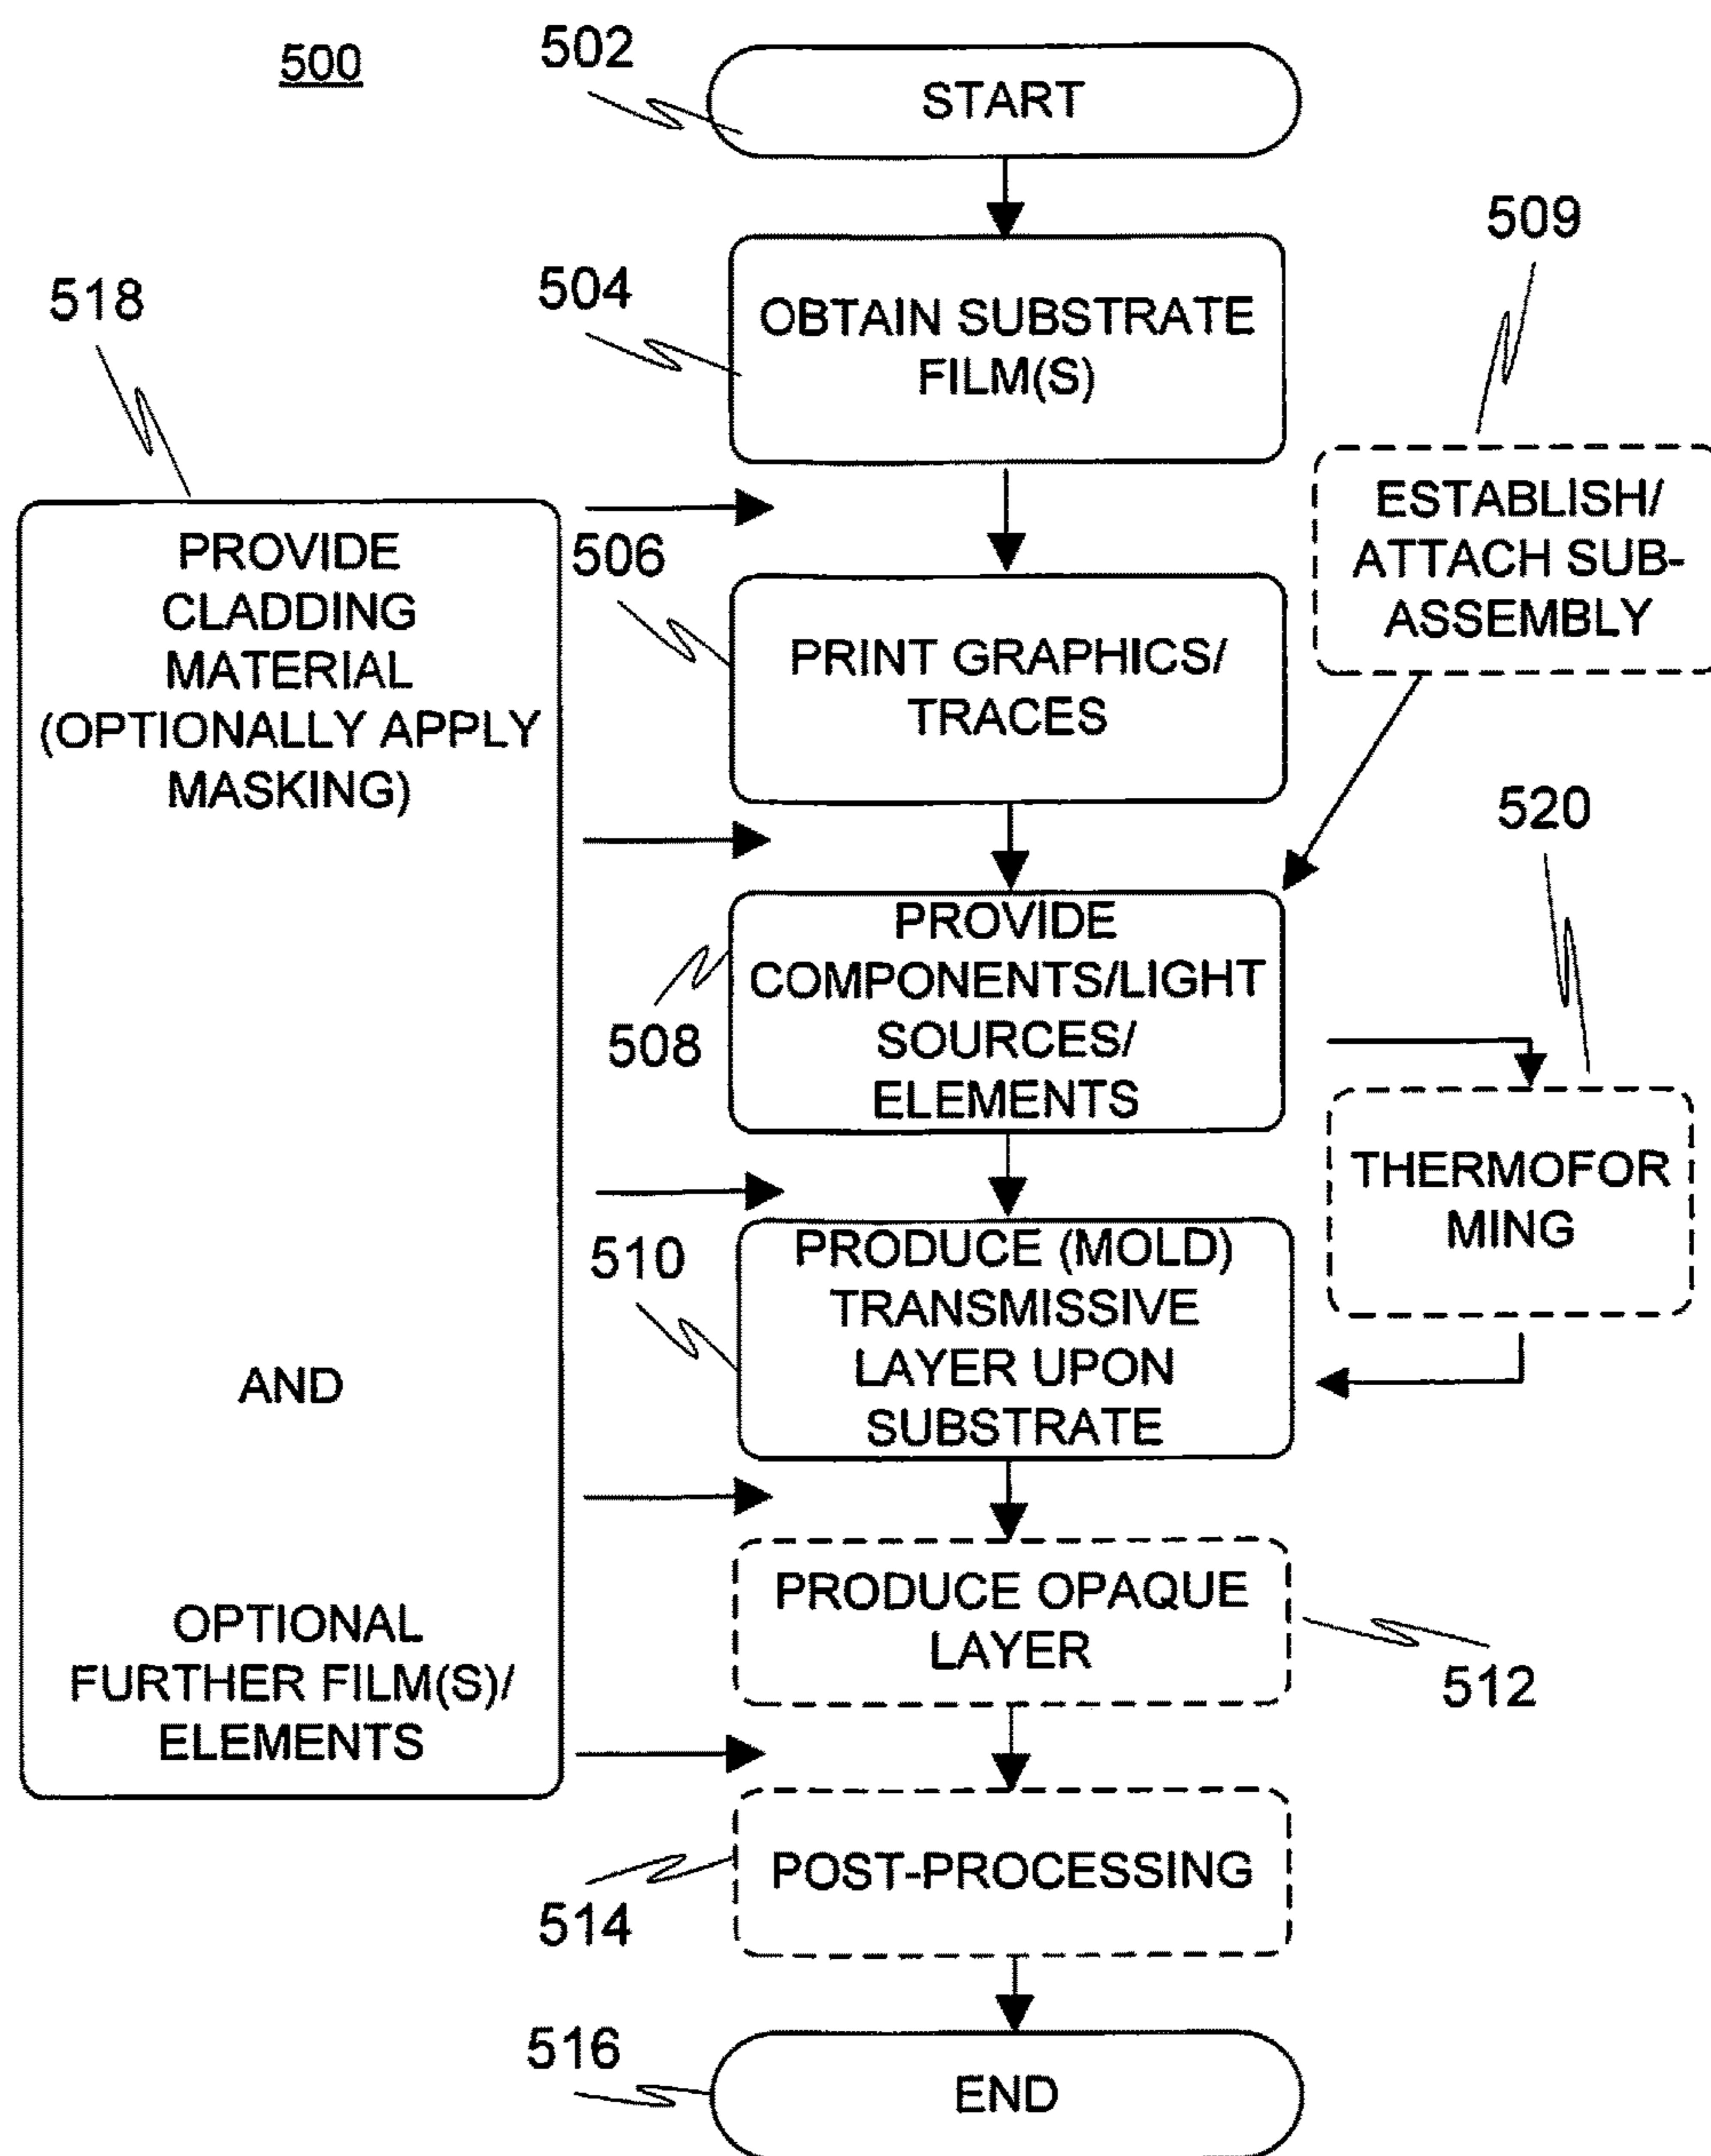 500
502
START
504
OBTAIN SUBSTRATE
FILM(S)
509
ESTABLISH/
ATTACH SUB-
ASSEMBLY
518
PROVIDE
CLADDING
MATERIAL
(OPTIONALLY APPLY
MASKING)
AND
OPTIONAL
FURTHER FILM(S)/
ELEMENTS
506
PRINT GRAPHICS/
TRACES
520
508
PROVIDE
COMPONENTS/LIGHT
SOURCES/
ELEMENTS
THERMOFOR
MING
510
PRODUCE (MOLD)
TRANSMISSIVE
LAYER UPON
SUBSTRATE
PRODUCE OPAQUE
LAYER
512
514
POST-PROCESSING
516
END